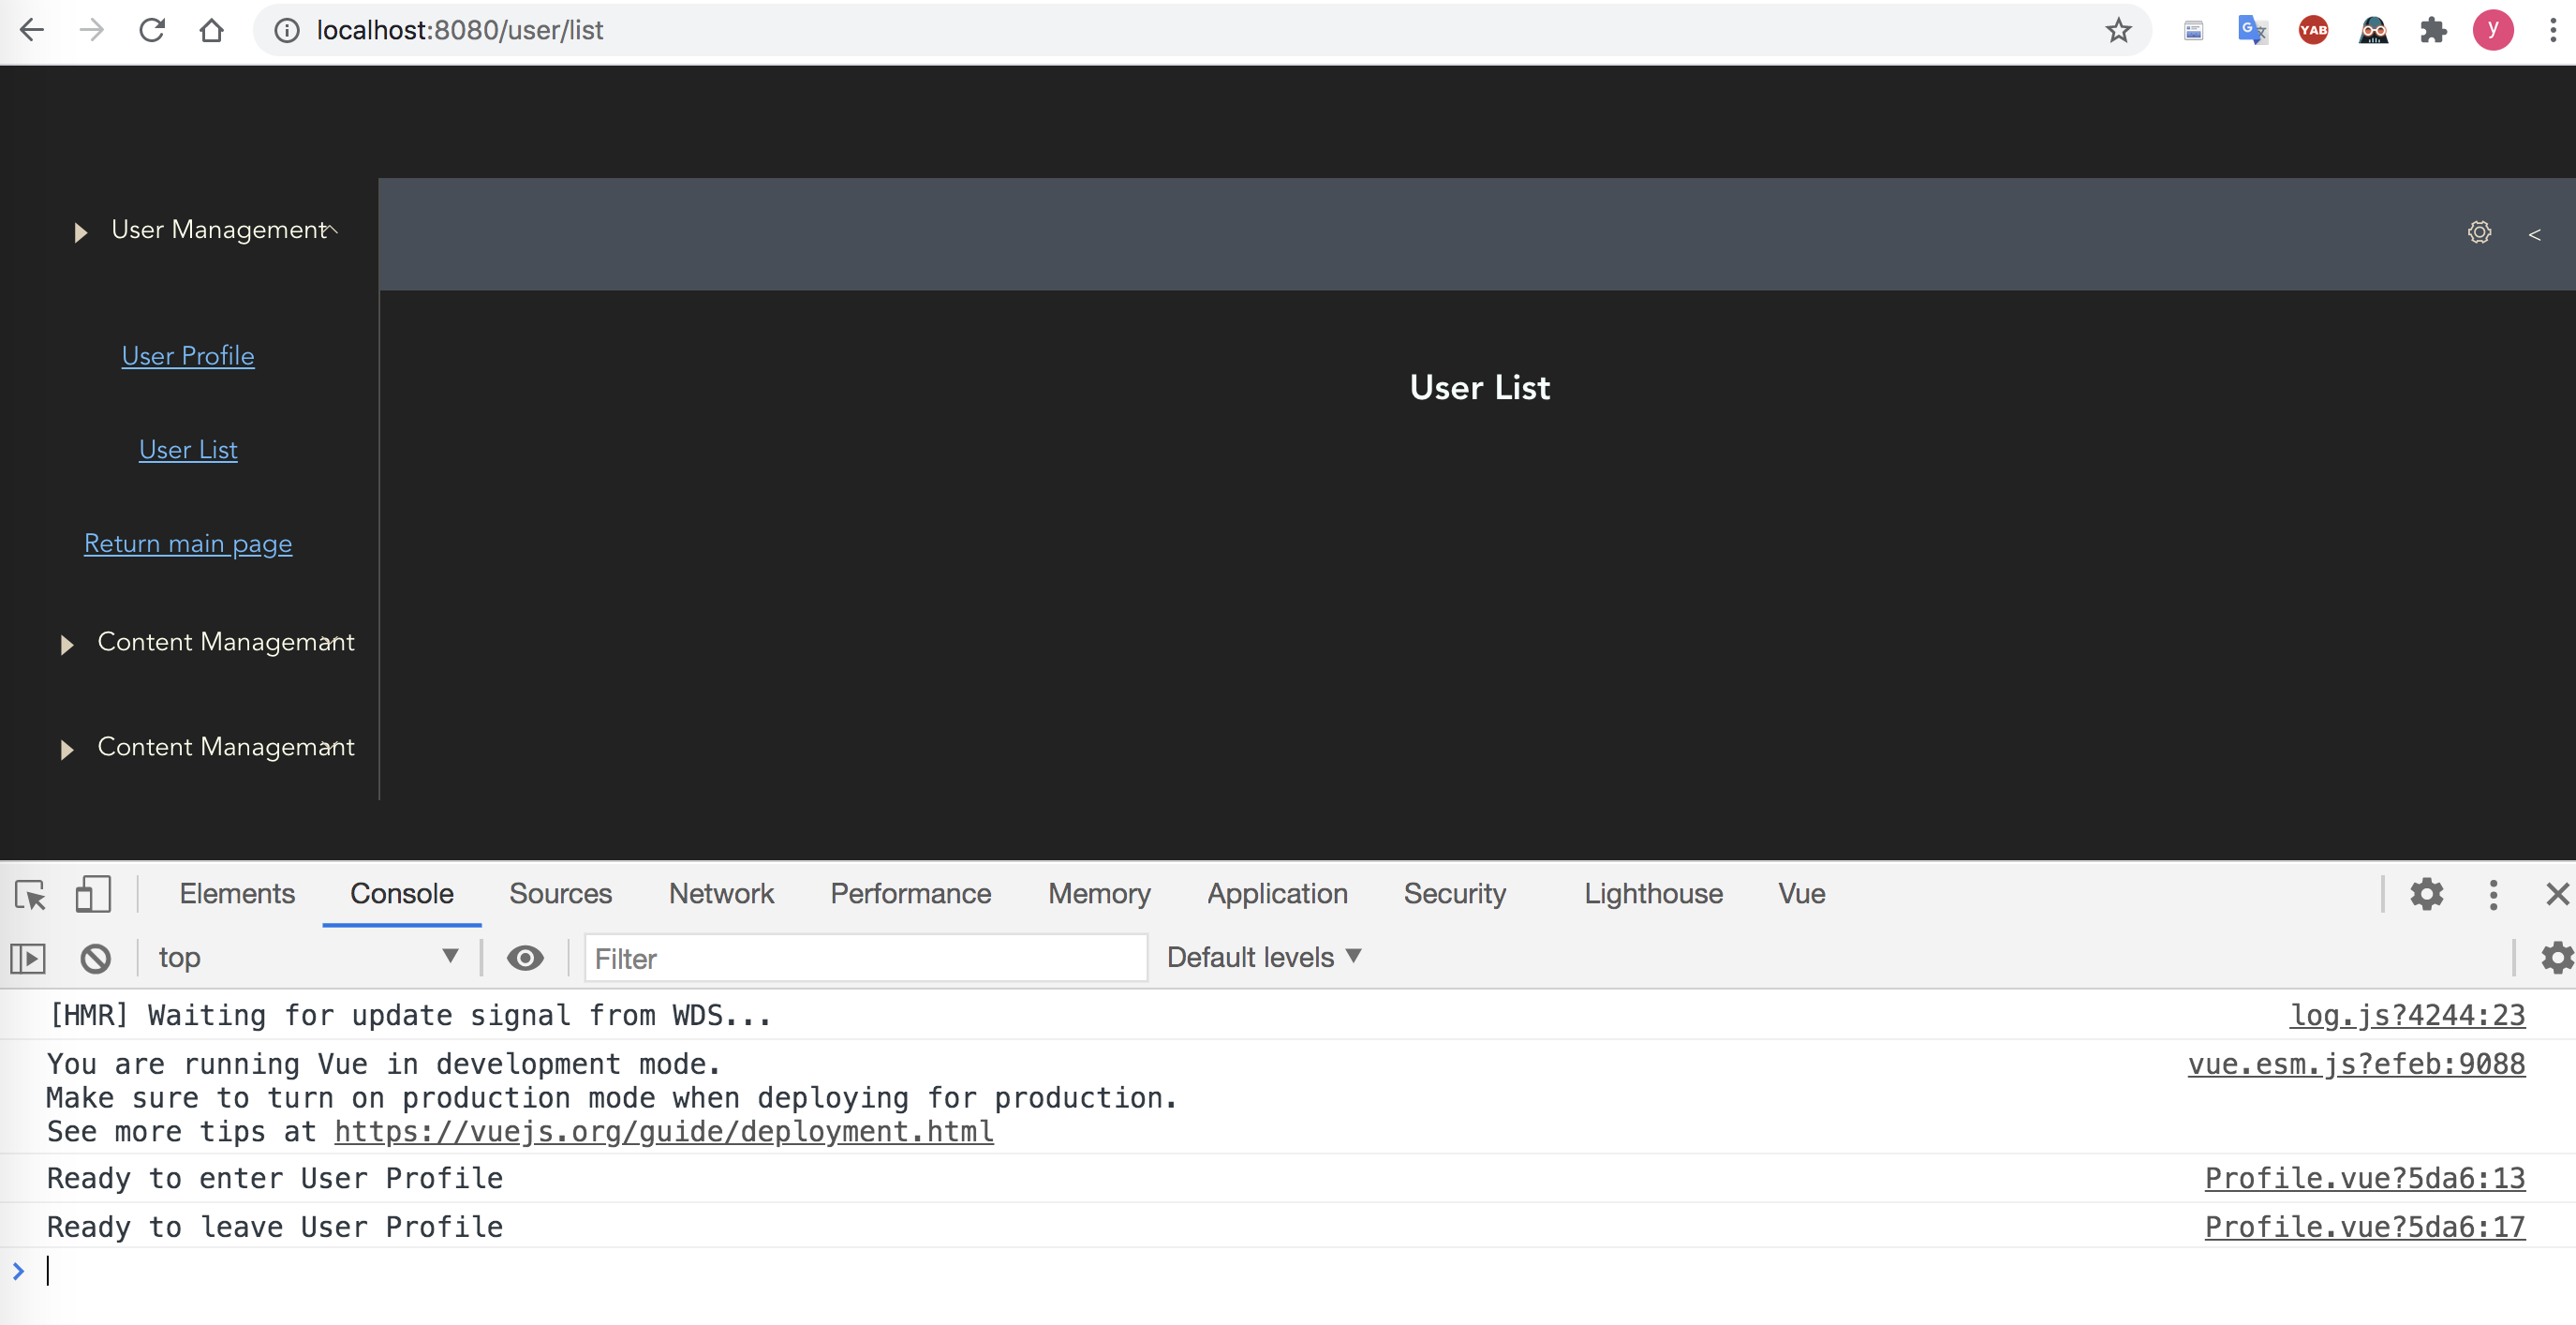 localhost:8080/user/list
YAB
y
User Management
<
User Profile
User List
User List
Return main page
Content Managemant
Content Managemant
Elements Console Sources Network Performance Memory Application Security Lighthouse Vue
top Filter Default levels
[HMR] Waiting for update signal from WDS... log.js?4244:23
You are running Vue in development mode. vue.esm.js?efeb:9088
Make sure to turn on production mode when deploying for production.
See more tips at https://vuejs.org/guide/deployment.html
Ready to enter User Profile Profile.vue?5da6:13
Ready to leave User Profile Profile.vue?5da6:17